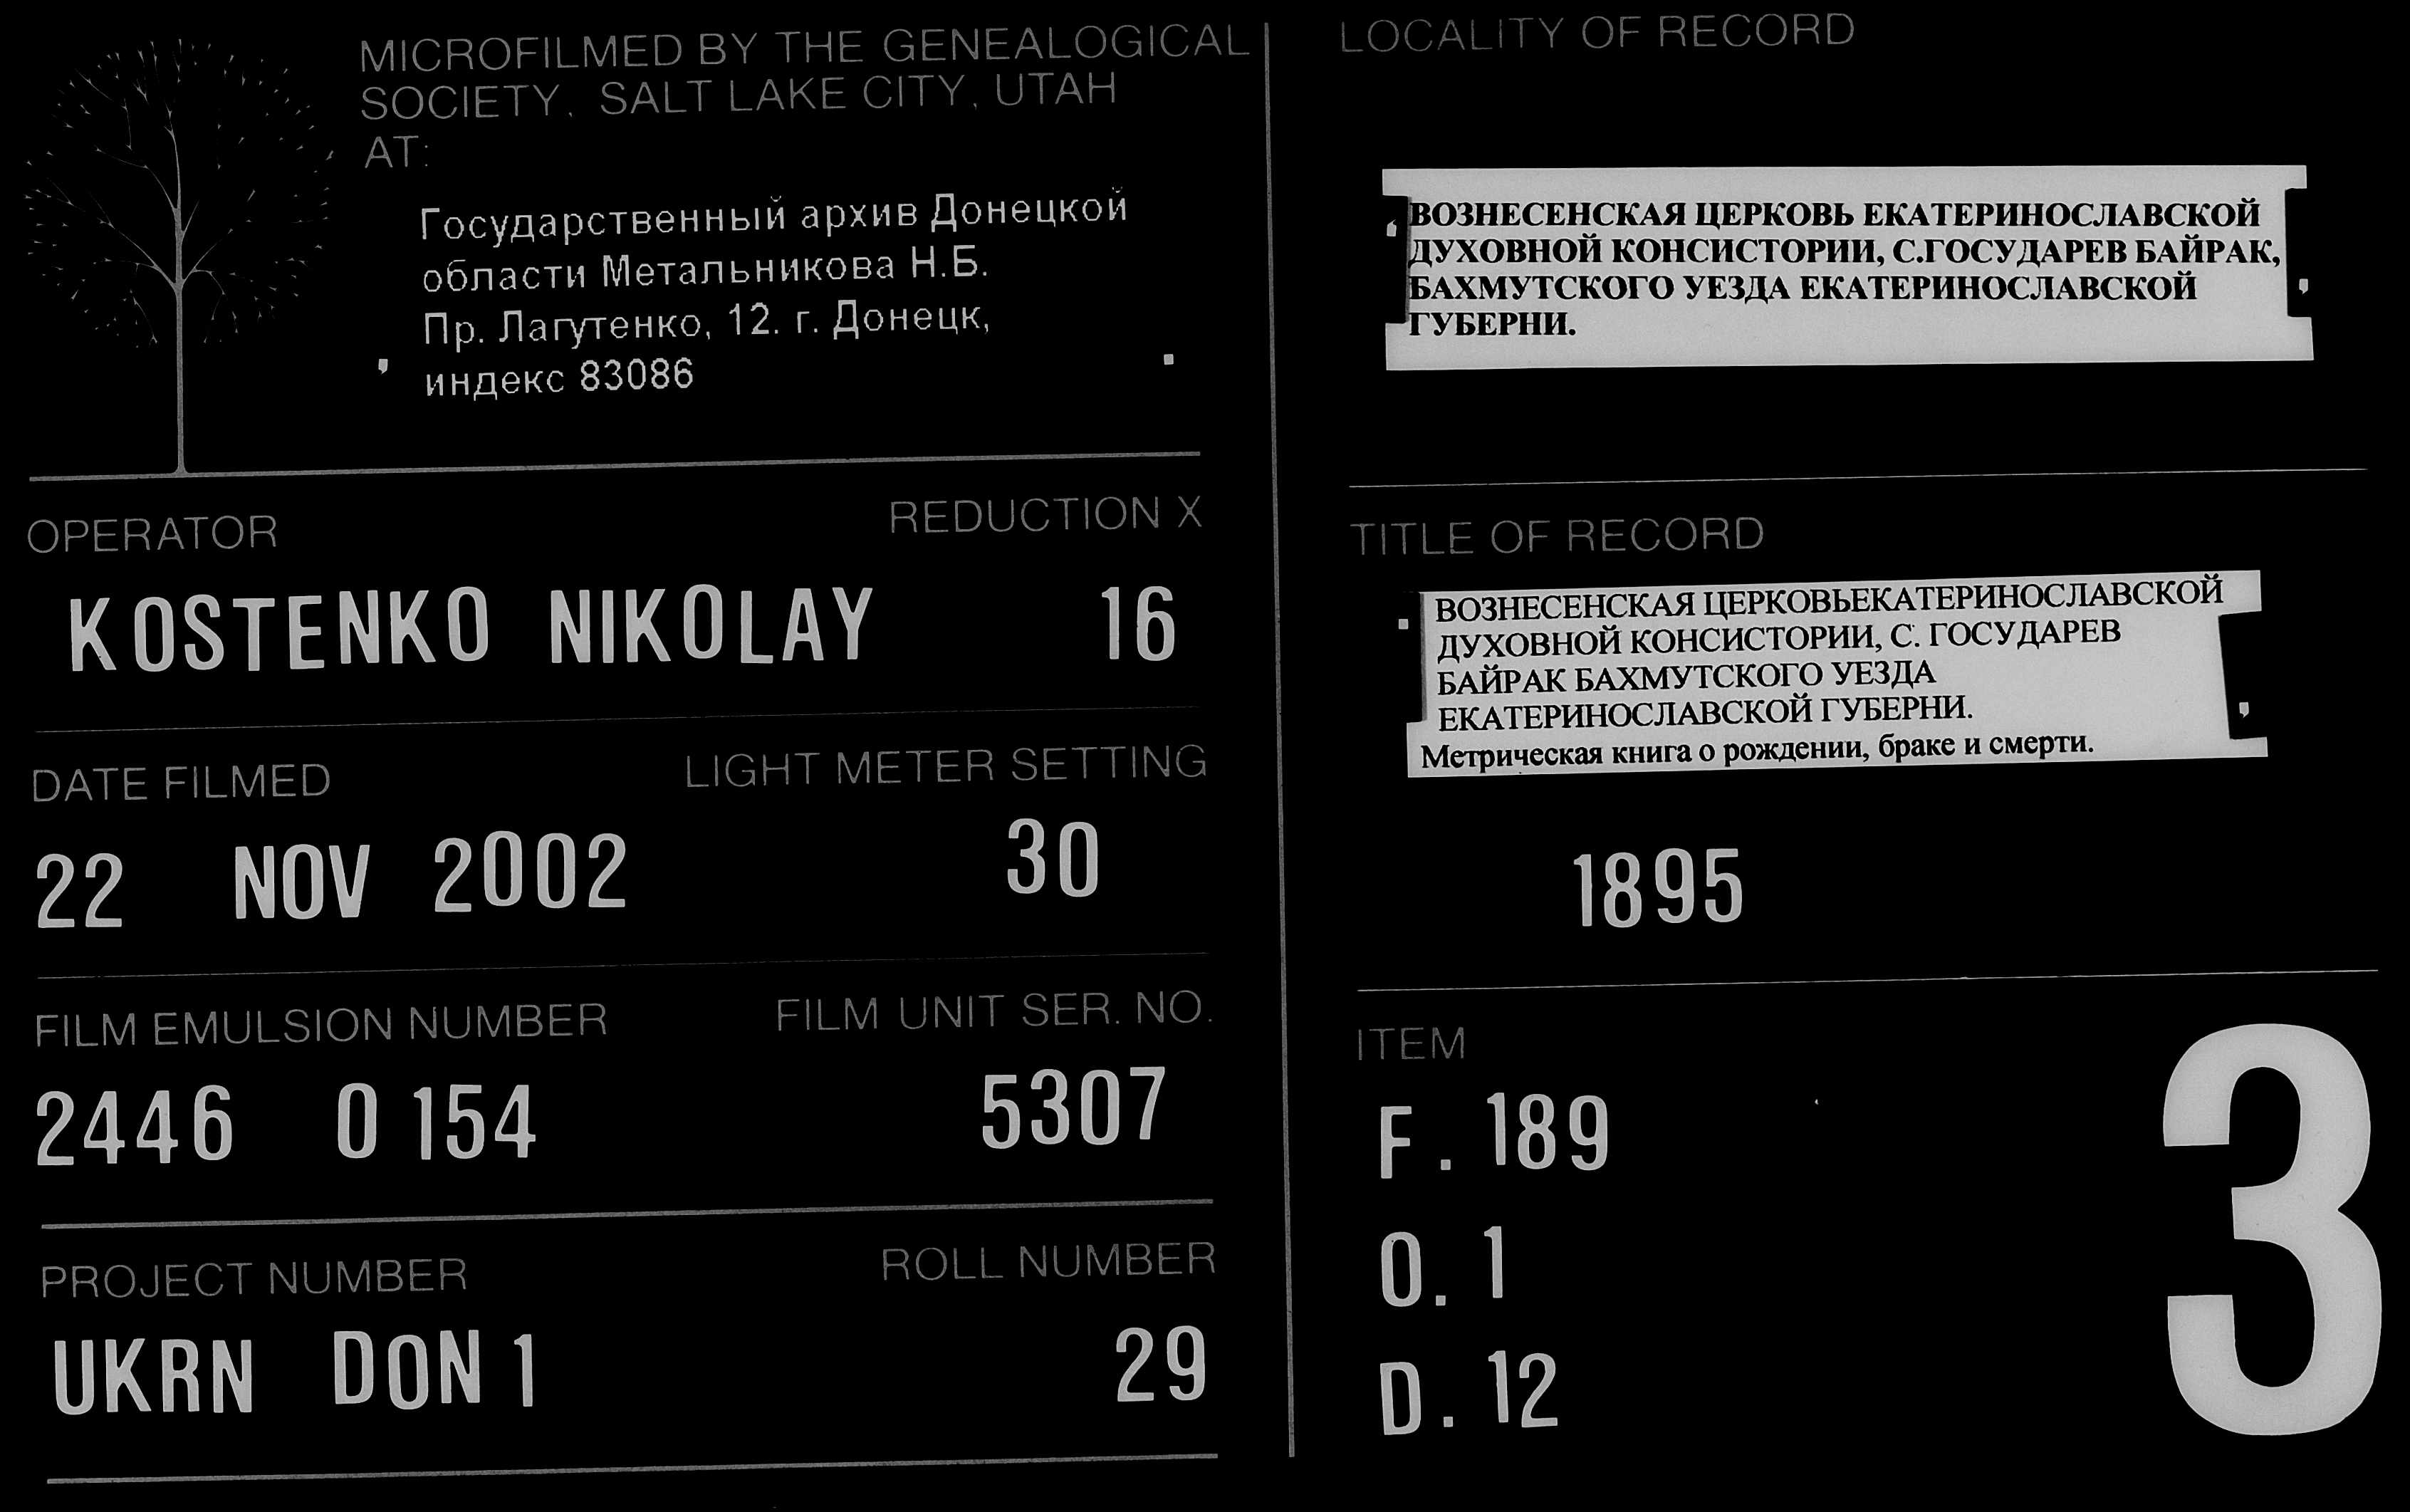 MICROFILMED BY THE GENEALOGICAL
SOCIETY, SALT LAKE CITY, UTAH
AT:
Государственный архив Донецкой
области Метальникова Н.Б.
Пр. Лагутенко, 12. г. Донецк,
индекс 83086
OPERATOR REDUCTION X
KOSTENKO NIKOLAY 16
DATE FILMED LIGHT METER SETTING
22 NOV 2002 30
FILM EMULSION NUMBER FILM UNIT SER. NO.
2446 0154 5307
PROJECT NUMBER ROLL NUMBER
UKRN DON 1 29
LOCALITY OF RECORD
ВОЗНЕСЕНСКАЯ ЦЕРКОВЬ ЕКАТЕРИНОСЛАВСКОЙ
ДУХОВНОЙ КОНСИСТОРИИ, С.ГОСУДАРЕВ БАЙРАК,
БАХМУТСКОГО УЕЗДА ЕКАТЕРИНОСЛАВСКОЙ
ГУБЕРНИ.
TITLE OF RECORD
ВОЗНЕСЕНСКАЯ ЦЕРКОВЬЕКАТЕРИНОСЛАВСКОЙ
ДУХОВНОЙ КОНСИСТОРИИ, С. ГОСУДАРЕВ
БАЙРАК БАХМУТСКОГО УЕЗДА
ЕКАТЕРИНОСЛАВСКОЙ ГУБЕРНИ.
Метрическая книга о рождении, браке и смерти.
1895
ITEM
F. 189
O. 1
D. 12
3